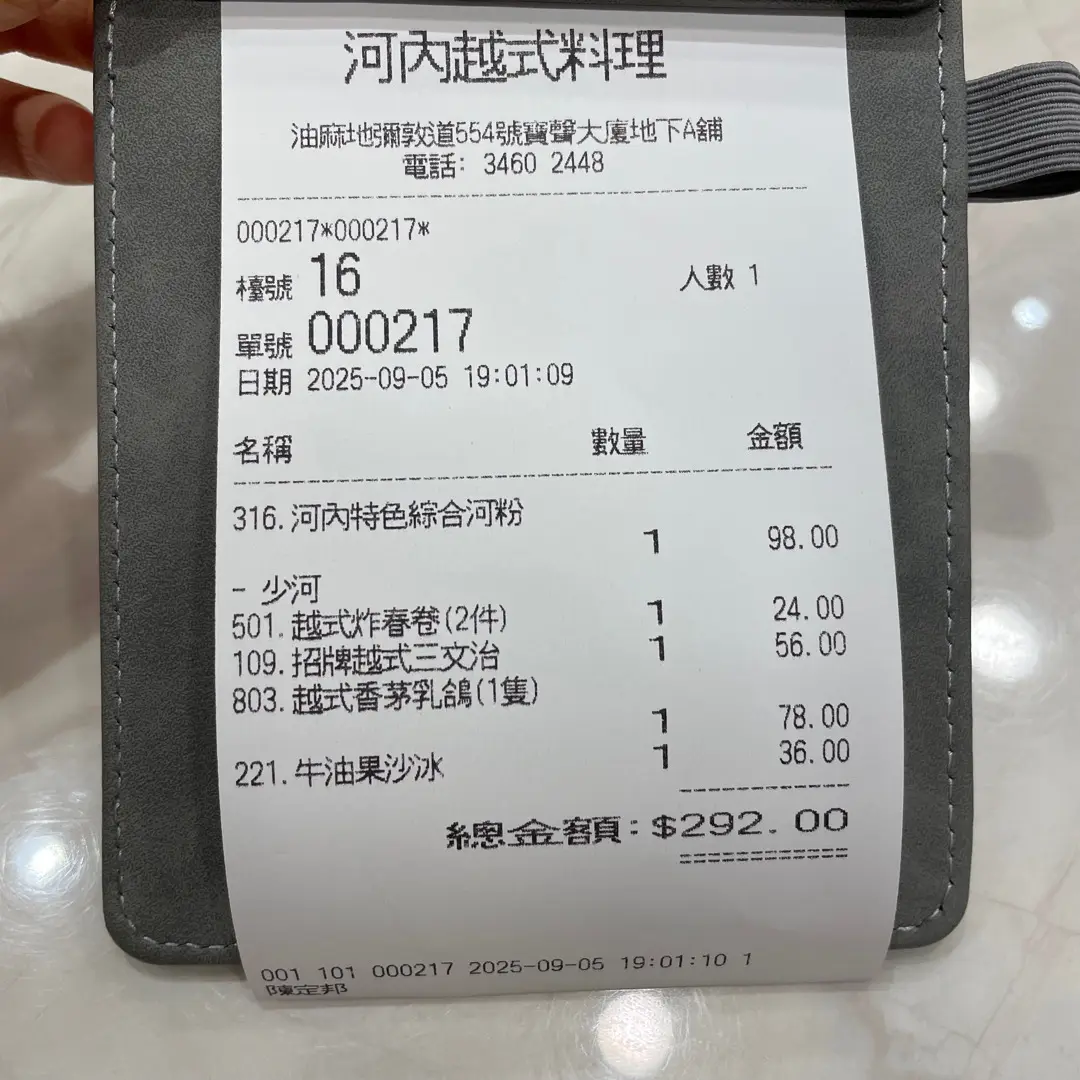 河內越式料理
油麻地彌敦道554號寶聲大廈地下A舖
電話: 3460 2448
000217*000217*
檯號 16 人數 1
單號 000217
日期 2025-09-05 19:01:09
名稱 數量 金額
316. 河內特色綜合河粉
1 98.00
- 少河
501. 越式炸春卷(2件) 1 24.00
109. 招牌越式三文治 1 56.00
803. 越式香茅乳鴿(1隻)
1 78.00
221. 牛油果沙冰 1 36.00
總金額: $292.00
001 101 000217 2025-09-05 19:01:10 1
陳定邦